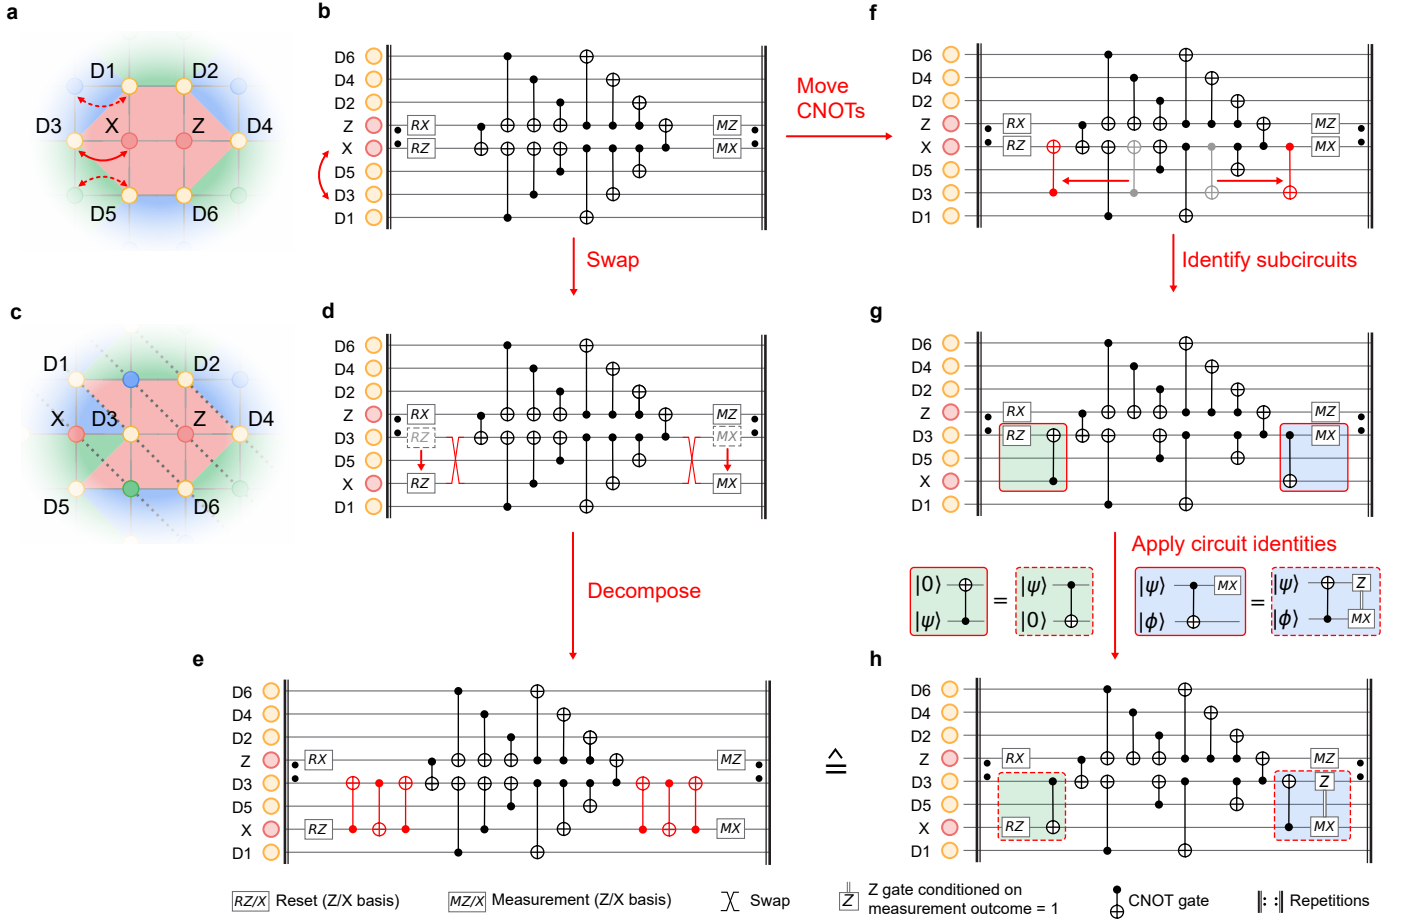 a
D1
D2
D3
X
Z
D4
D5
D6
b
D6
D4
D2
Z
RX
MZ
X
RZ
MX
D5
D3
D1
Move
CNOTs
f
D6
D4
D2
Z
RX
MZ
X
RZ
MX
D5
D3
D1
Swap
Identify subcircuits
c
D1
D2
X
D3
Z
D4
D5
D6
d
D6
D4
D2
Z
RX
MZ
D3
RZ
MX
D5
X
RZ
MX
D1
g
D6
D4
D2
Z
RX
MZ
D3
RZ
MX
D5
X
D1
Decompose
Apply circuit identities
|0⟩
|ψ⟩
=
|ψ⟩
|0⟩
|ψ⟩
MX
|ϕ⟩
=
|ψ⟩
Z
|ϕ⟩
MX
e
D6
D4
D2
Z
RX
MZ
D3
D5
X
RZ
MX
D1
≙
h
D6
D4
D2
Z
RX
MZ
D3
Z
D5
X
RZ
MX
D1
RZ/X Reset (Z/X basis)
MZ/X Measurement (Z/X basis)
Swap
Z
Z gate conditioned on
measurement outcome = 1
CNOT gate
Repetitions